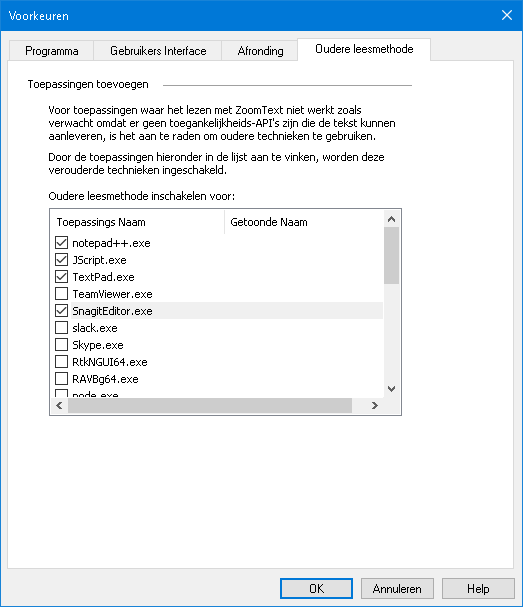 Voorkeuren
Programma
Gebruikers Interface
Afronding
Oudere leesmethode
Toepassingen toevoegen
Voor toepassingen waar het lezen met ZoomText niet werkt zoals
verwacht omdat er geen toegankelijkheids-API's zijn die de tekst kunnen
aanleveren, is het aan te raden om oudere technieken te gebruiken.
Door de toepassingen hieronder in de lijst aan te vinken, worden deze
verouderde technieken ingeschakeld.
Oudere leesmethode inschakelen voor:
Toepassings Naam Getoonde Naam
notepad++.exe
JScript.exe
TextPad.exe
TeamViewer.exe
SnagitEditor.exe
slack.exe
Skype.exe
RtkNGUI64.exe
RAVBg64.exe
node.exe
OK
Annuleren
Help